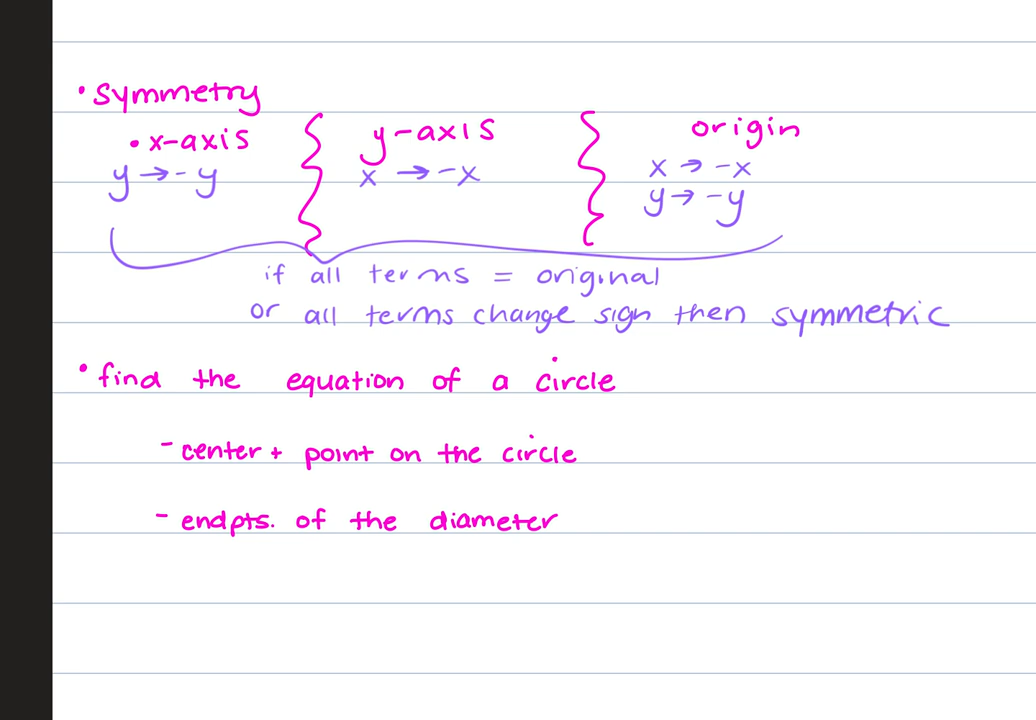 • Symmetry
• x-axis } y-axis } origin
y → -y x → -x x → -x
y → -y
if all terms = original
or all terms change sign then symmetric
• find the equation of a circle
- center + point on the circle
- endpts. of the diameter